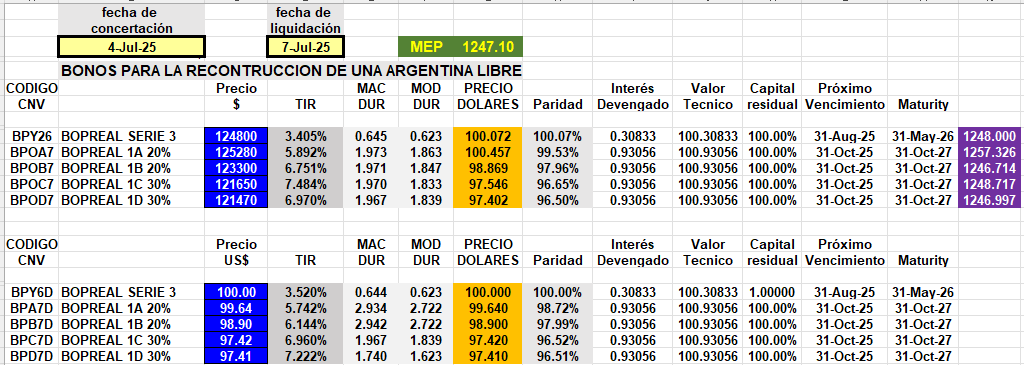 fecha de fecha de
concertación liquidación
4-Jul-25 7-Jul-25 MEP 1247.10
BONOS PARA LA RECONTRUCCION DE UNA ARGENTINA LIBRE
CODIGO Precio MAC MOD PRECIO Interés Valor Capital Próximo
CNV $ TIR DUR DUR DOLARES Paridad Devengado Tecnico residual Vencimiento Maturity
BPY26 BOPREAL SERIE 3 124800 3.405% 0.645 0.623 100.072 100.07% 0.30833 100.30833 100.00% 31-Aug-25 31-May-26 1248.000
BPOA7 BOPREAL 1A 20% 125280 5.892% 1.973 1.863 100.457 99.53% 0.93056 100.93056 100.00% 31-Oct-25 31-Oct-27 1257.326
BPOB7 BOPREAL 1B 20% 123300 6.751% 1.971 1.847 98.869 97.96% 0.93056 100.93056 100.00% 31-Oct-25 31-Oct-27 1246.714
BPOC7 BOPREAL 1C 30% 121650 7.484% 1.970 1.833 97.546 96.65% 0.93056 100.93056 100.00% 31-Oct-25 31-Oct-27 1248.717
BPOD7 BOPREAL 1D 30% 121470 6.970% 1.967 1.839 97.402 96.50% 0.93056 100.93056 100.00% 31-Oct-25 31-Oct-27 1246.997
CODIGO Precio MAC MOD PRECIO Interés Valor Capital Próximo
CNV US$ TIR DUR DUR DOLARES Paridad Devengado Tecnico residual Vencimiento Maturity
BPY6D BOPREAL SERIE 3 100.00 3.520% 0.644 0.623 100.000 100.00% 0.30833 100.30833 1.00000 31-Aug-25 31-May-26
BPA7D BOPREAL 1A 20% 99.64 5.742% 2.934 2.722 99.640 98.72% 0.93056 100.93056 100.00% 31-Oct-25 31-Oct-27
BPB7D BOPREAL 1B 20% 98.90 6.144% 2.942 2.722 98.900 97.99% 0.93056 100.93056 100.00% 31-Oct-25 31-Oct-27
BPC7D BOPREAL 1C 30% 97.42 6.960% 1.967 1.839 97.420 96.52% 0.93056 100.93056 100.00% 31-Oct-25 31-Oct-27
BPD7D BOPREAL 1D 30% 97.41 7.222% 1.740 1.623 97.410 96.51% 0.93056 100.93056 100.00% 31-Oct-25 31-Oct-27